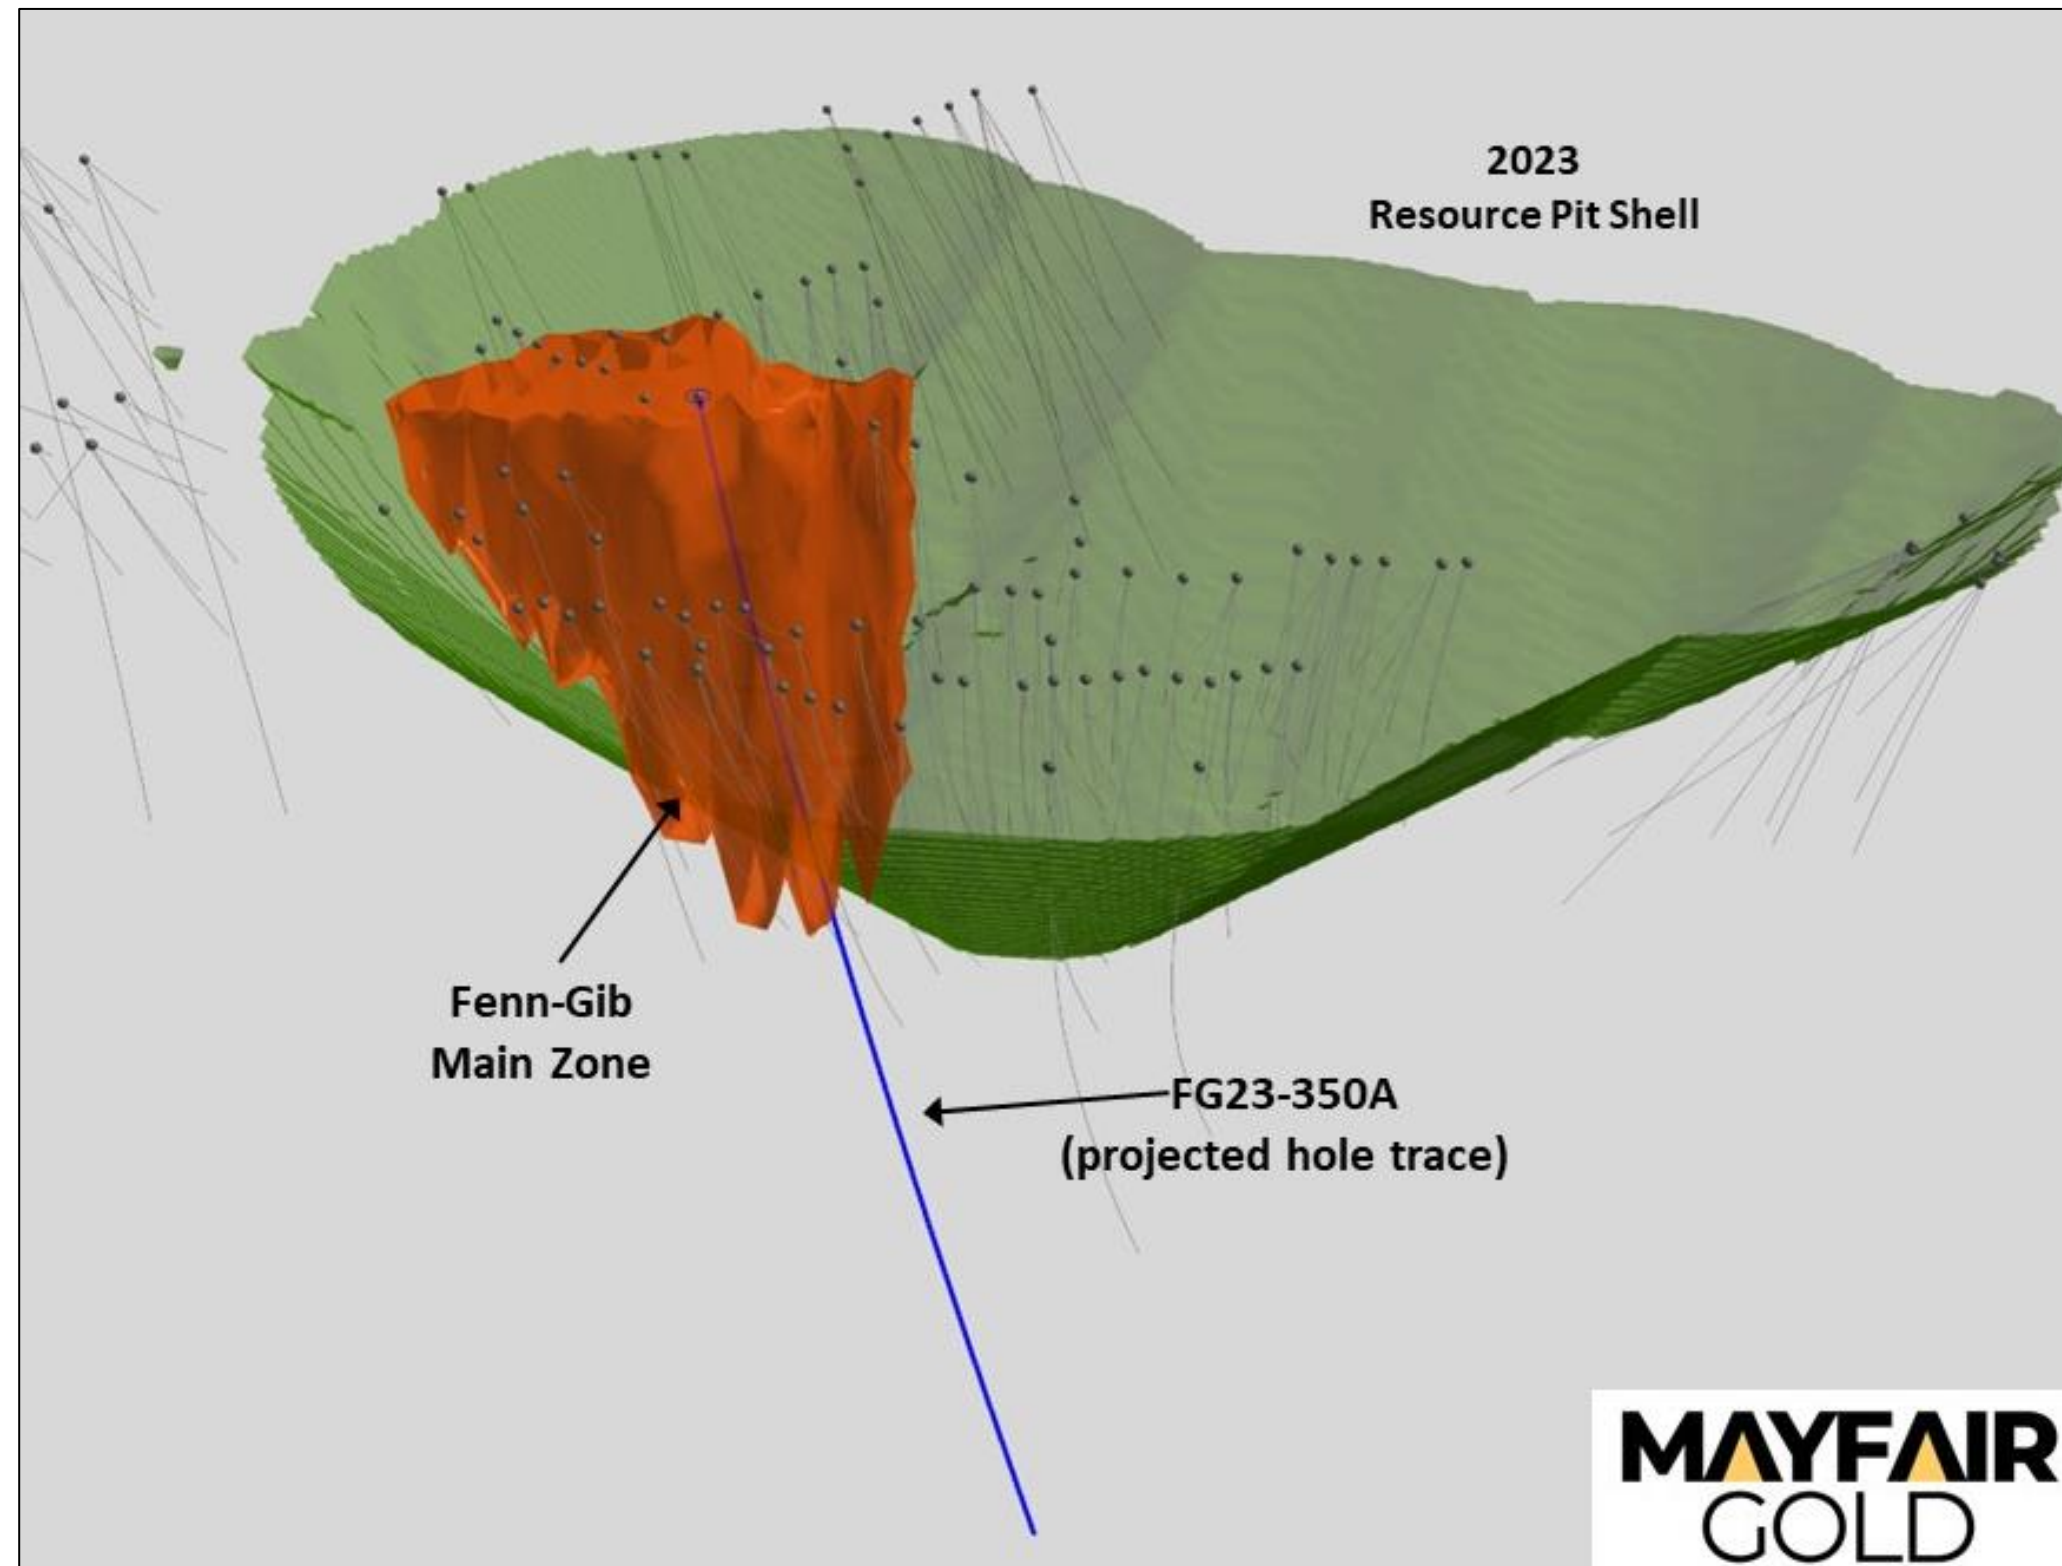 2023
Resource Pit Shell
Fenn-Gib
Main Zone
FG23-350A
(projected hole trace)
MAYFAIR
GOLD